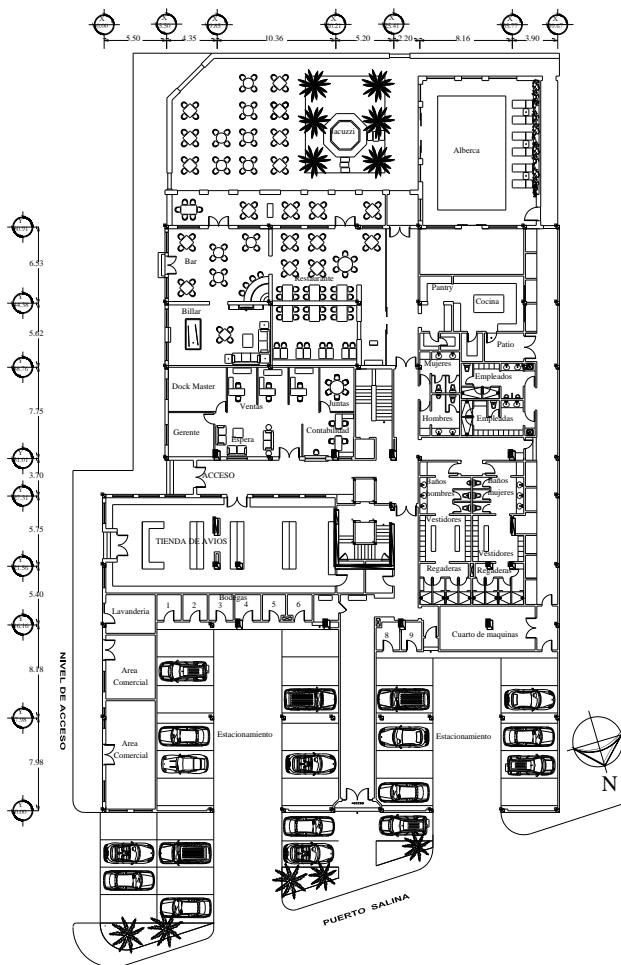 5.50 4.35 10.36 5.20 2.20 8.16 3.90
Jacuzzi
Alberca
6.53
5.62
7.75
3.70
5.75
5.40
8.18
7.98
Bar
Restaurante
Billar
Pantry
Cocina
Patio
Mujeres
Empleados
Dock Master
Ventas
Juntas
Hombres
Empleadas
Gerente
Espera
Contabilidad
ACCESO
Baños
hombres
Baños
mujeres
Vestidores
Vestidores
Regaderas
Regaderas
TIENDA DE AVIOS
Bodegas
Lavanderia
1 2 3 4 5 6
8 9
Cuarto de maquinas
Area
Comercial
Estacionamiento
Estacionamiento
Area
Comercial
NIVEL DE ACCESO
N
PUERTO SALINA